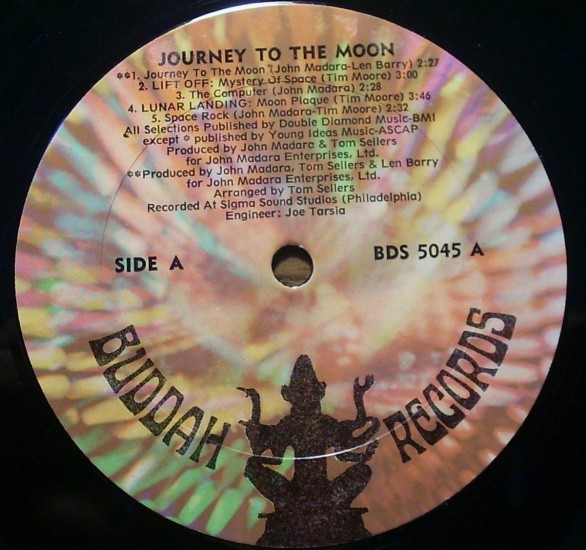 JOURNEY TO THE MOON
**1. Journey To The Moon (John Madara-Len Barry) 2:27
2. LIFT OFF: Mystery Of Space (Tim Moore) 3:00
3. The Computer (John Madara) 2:28
4. LUNAR LANDING: Moon Plaque (Tim Moore) 3:46
5. Space Rock (John Madara-Tim Moore) 2:32
All Selections Published by Double Diamond Music-BMI
except * published by Young Ideas Music-ASCAP
Produced by John Madara & Tom Sellers
for John Madara Enterprises, Ltd.
**Produced by John Madara, Tom Sellers & Len Barry
for John Madara Enterprises, Ltd.
Arranged by Tom Sellers
Recorded At Sigma Sound Studios (Philadelphia)
Engineer: Joe Tarsia
SIDE A
BDS 5045 A
BUDDAH RECORDS